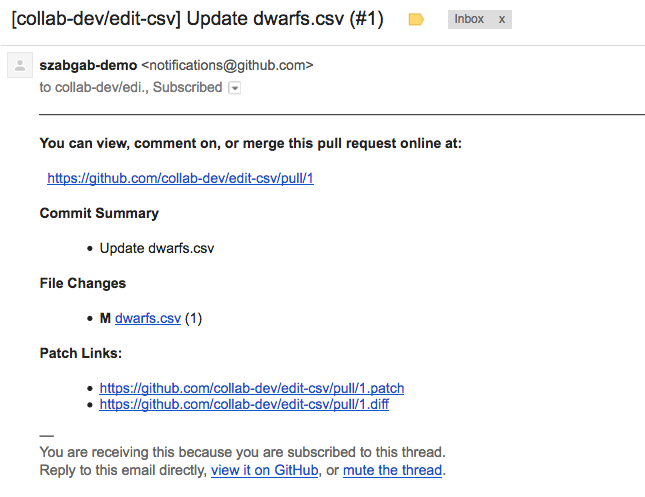 [collab-dev/edit-csv] Update dwarfs.csv (#1) Inbox x
szabgab-demo <notifications@github.com>
to collab-dev/edi., Subscribed
You can view, comment on, or merge this pull request online at:
https://github.com/collab-dev/edit-csv/pull/1
Commit Summary
• Update dwarfs.csv
File Changes
• M dwarfs.csv (1)
Patch Links:
• https://github.com/collab-dev/edit-csv/pull/1.patch
• https://github.com/collab-dev/edit-csv/pull/1.diff
—
You are receiving this because you are subscribed to this thread.
Reply to this email directly, view it on GitHub, or mute the thread.